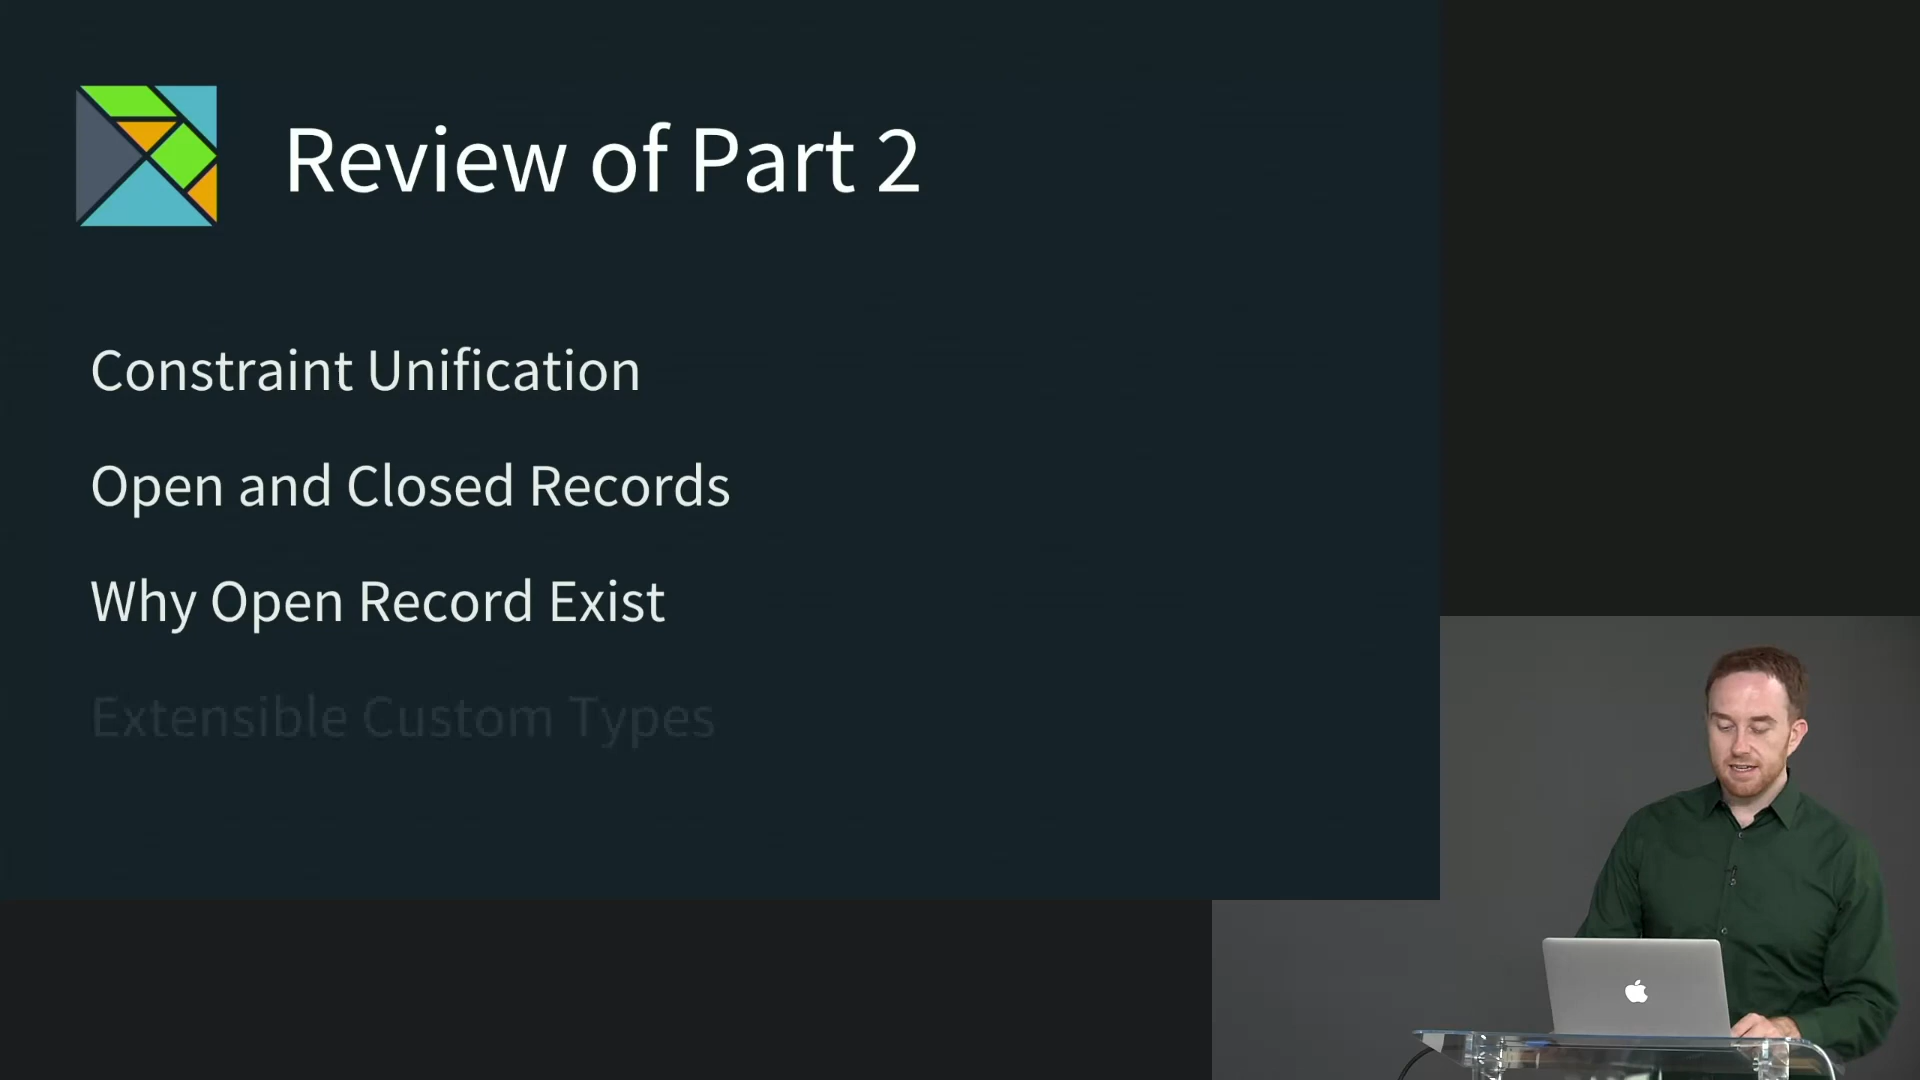 Review of Part 2
Constraint Unification
Open and Closed Records
Why Open Record Exist
Extensible Custom Types